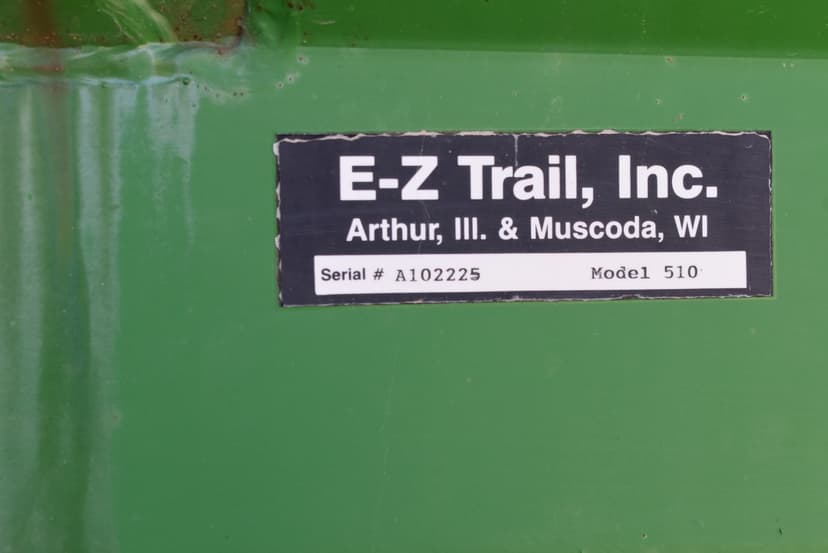 E-Z Trail, Inc.
Arthur, Ill. & Muscoda, WI
Serial # A102225 Model 510